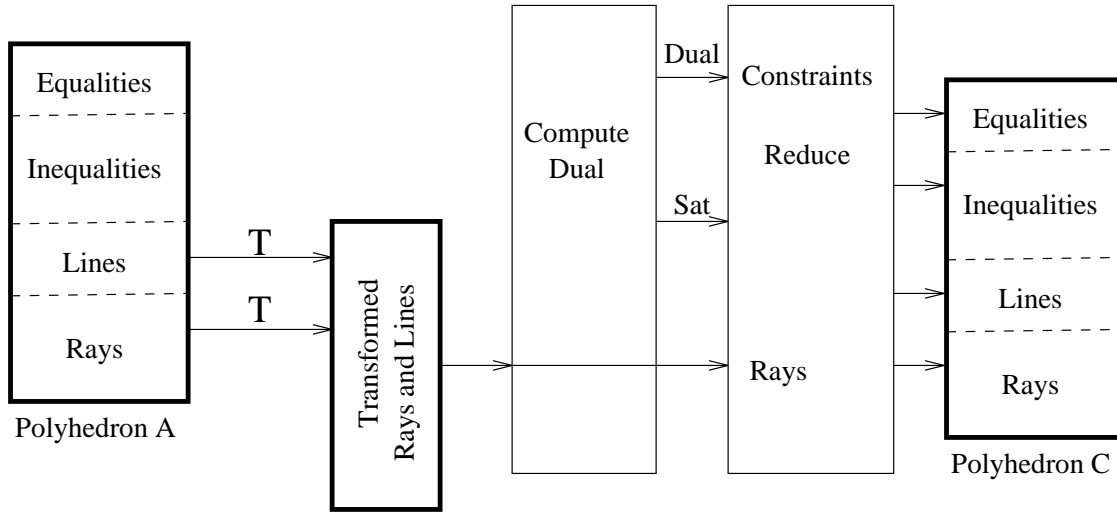 Equalities
Inequalities
Lines
Rays
Polyhedron A
T
T
Transformed
Rays and Lines
Compute
Dual
Dual
Sat
Constraints
Reduce
Rays
Equalities
Inequalities
Lines
Rays
Polyhedron C